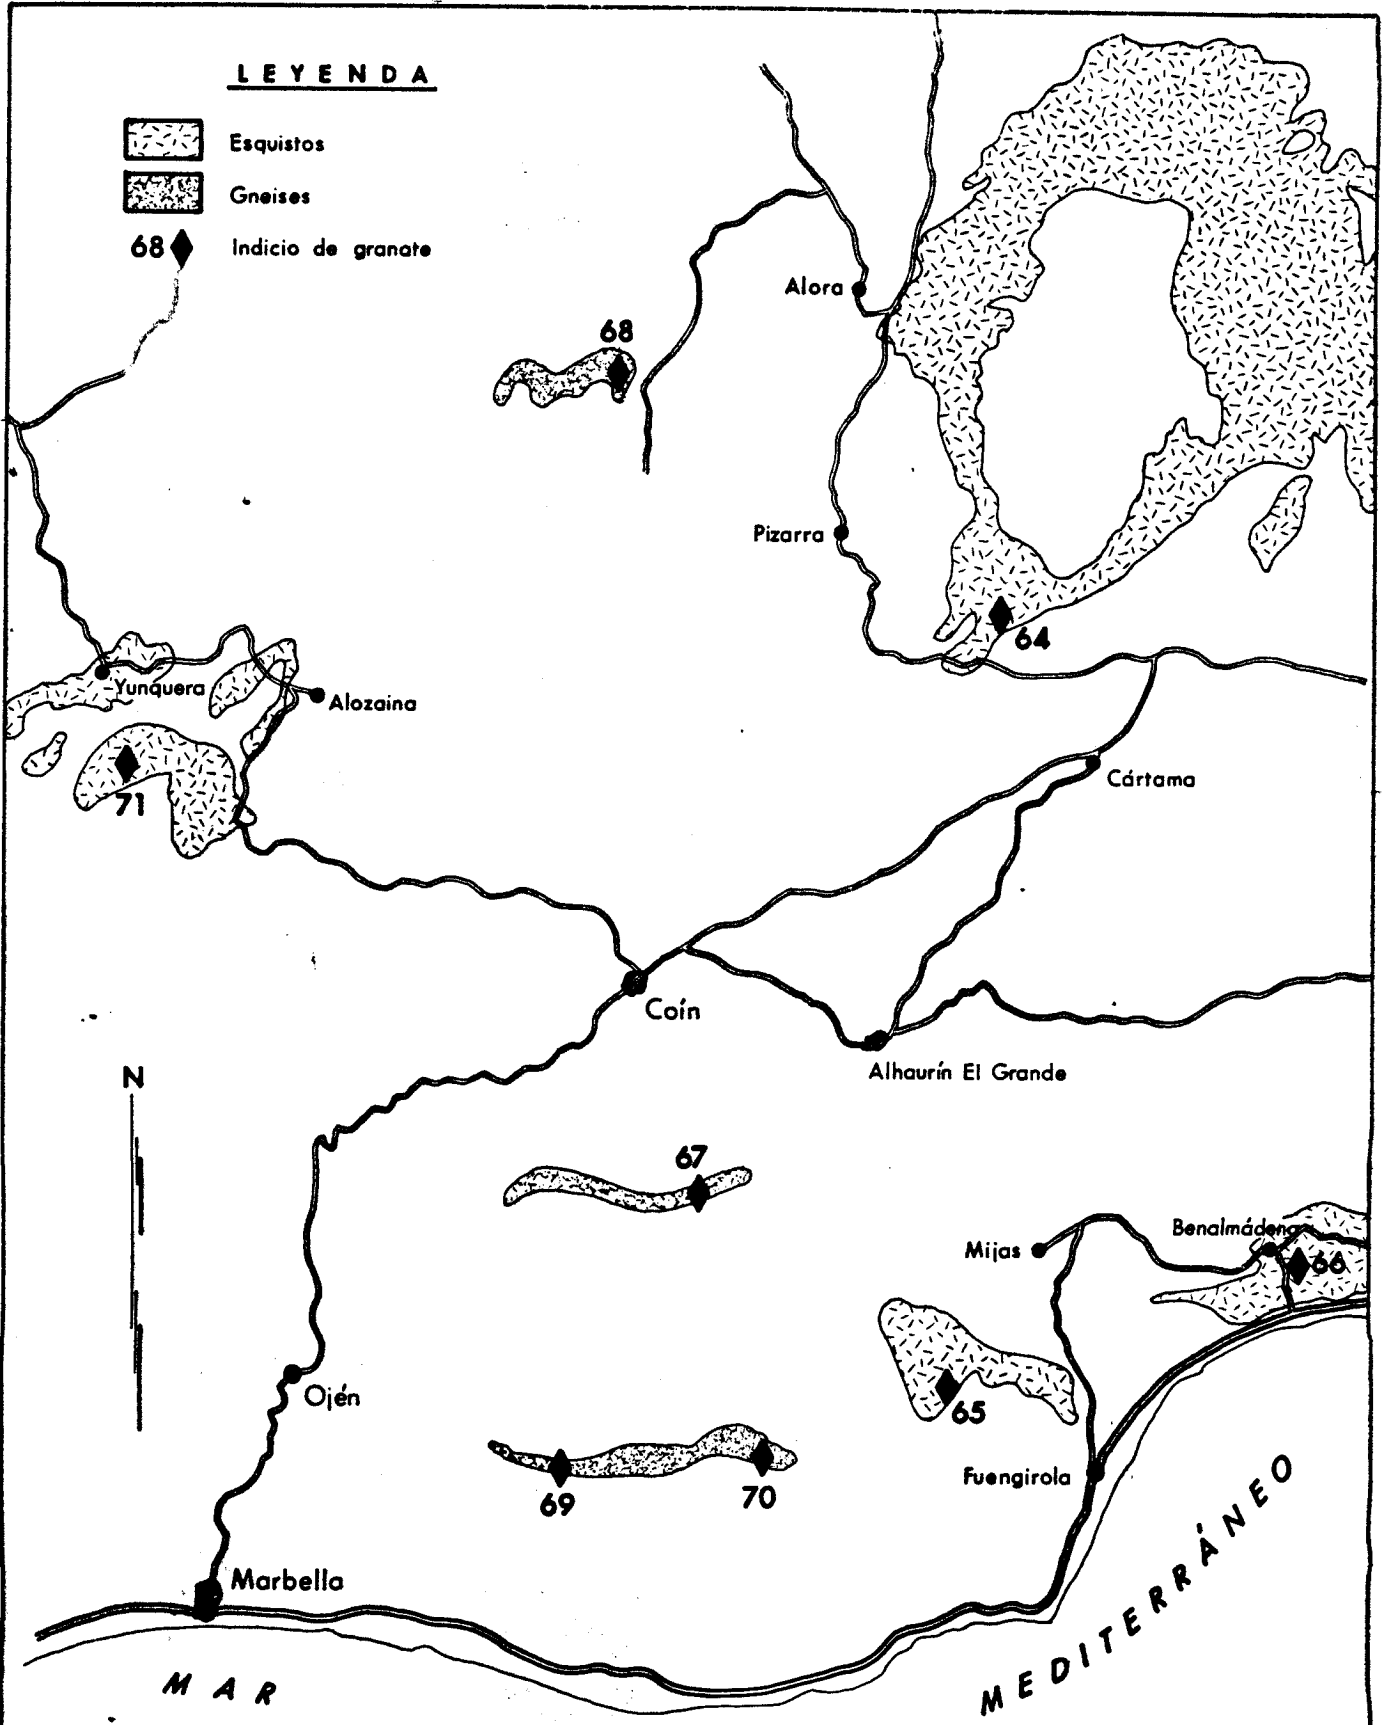 LEYENDA
Esquistos
Gneises
68 Indicio de granate
Alora
68
Pizarra
64
Yunquera
Alozaina
71
Cártama
Coín
Alhaurín El Grande
N
67
Benalmádena
Mijas
66
Ojén
65
Fuengirola
69
70
Marbella
MAR
MEDITERRÁNEO